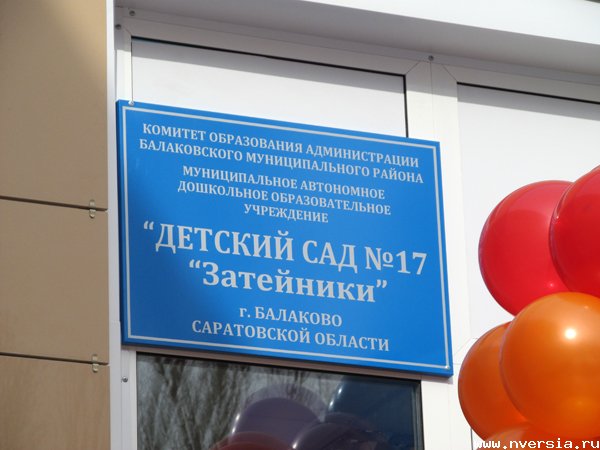 КОМИТЕТ ОБРАЗОВАНИЯ АДМИНИСТРАЦИИ
БАЛАКОВСКОГО МУНИЦИПАЛЬНОГО РАЙОНА
МУНИЦИПАЛЬНОЕ АВТОНОМНОЕ
ДОШКОЛЬНОЕ ОБРАЗОВАТЕЛЬНОЕ
УЧРЕЖДЕНИЕ
“ДЕТСКИЙ САД №17
“Затейники”
г. БАЛАКОВО
САРАТОВСКОЙ ОБЛАСТИ
www.nversia.ru